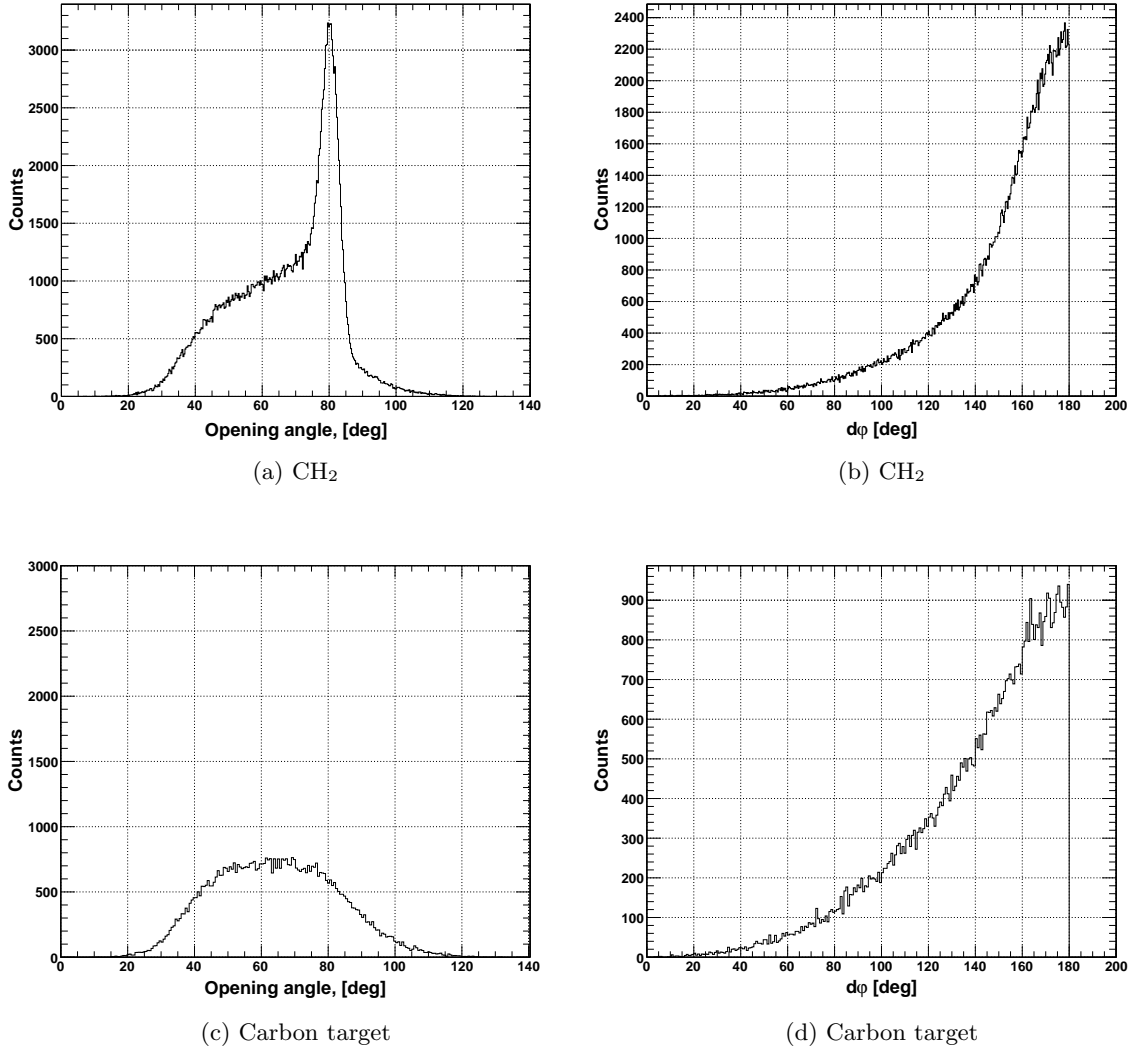 Counts
3000
2500
2000
1500
1000
500
0
0 20 40 60 80 100 120 140
Opening angle, [deg]
(a) CH₂
Counts
2400
2200
2000
1800
1600
1400
1200
1000
800
600
400
200
0
0 20 40 60 80 100 120 140 160 180 200
dφ [deg]
(b) CH₂
Counts
3000
2500
2000
1500
1000
500
0
0 20 40 60 80 100 120 140
Opening angle, [deg]
(c) Carbon target
Counts
900
800
700
600
500
400
300
200
100
0
0 20 40 60 80 100 120 140 160 180 200
dφ [deg]
(d) Carbon target